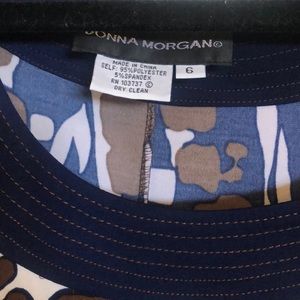 DONNA MORGAN©
MADE IN CHINA
SELF: 95%POLYESTER
5%SPANDEX
RN 103737 ©
DRY CLEAN
6